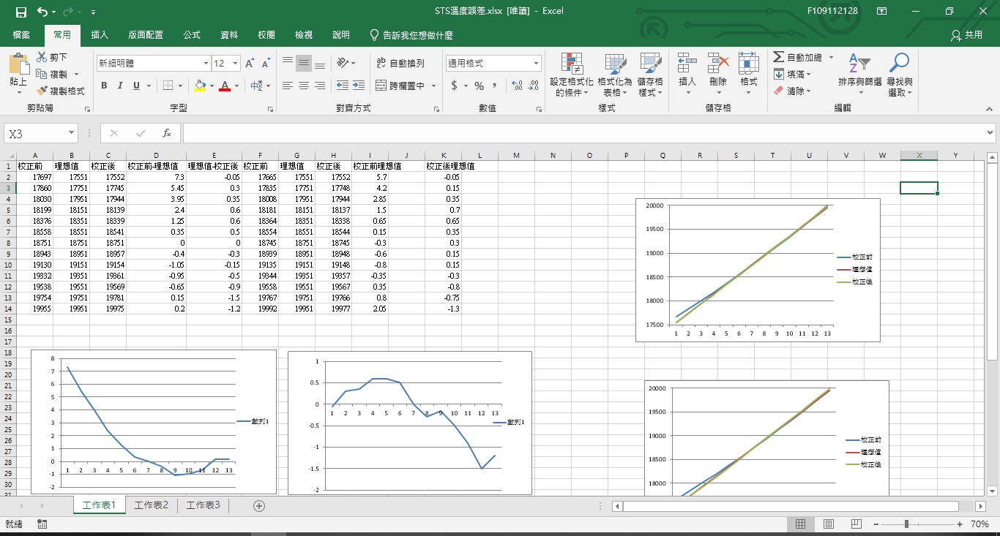 STS溫度誤差.xlsx [唯讀] - Excel
F109112128
檔案 常用 插入 版面配置 公式 資料 校閱 檢視 說明 告訴我您想做什麼 共用
貼上 剪下 複製 複製格式 剪貼簿
新細明體 12 B I U A 中 字型
ab 自動換列 跨欄置中 對齊方式
通用格式 $ % , 數值
設定格式化的條件 格式化為表格 儲存格樣式 樣式
插入 刪除 格式 儲存格
自動加總 填滿 清除 排序與篩選 尋找與選取 編輯
X3 fx
A B C D E F G H I J K L M N O P Q R S T U V W X Y
1 校正前 理想值 校正後 校正前-理想值 理想值-校正後 校正前 理想值 校正後 校正前理想值 校正後理想值
2 17697 17551 17552 7.3 -0.05 17665 17551 17552 5.7 -0.05
3 17860 17751 17745 5.45 0.3 17835 17751 17748 4.2 0.15
4 18030 17951 17944 3.95 0.35 18008 17951 17944 2.85 0.35
5 18199 18151 18139 2.4 0.6 18181 18151 18137 1.5 0.7
6 18376 18351 18339 1.25 0.6 18364 18351 18338 0.65 0.65
7 18558 18551 18541 0.35 0.5 18554 18551 18544 0.15 0.35
8 18751 18751 18751 0 0 18745 18751 18745 -0.3 0.3
9 18943 18951 18957 -0.4 -0.3 18939 18951 18948 -0.6 0.15
10 19130 19151 19154 -1.05 -0.15 19135 19151 19148 -0.8 0.15
11 19332 19351 19361 -0.95 -0.5 19344 19351 19357 -0.35 -0.3
12 19538 19551 19569 -0.65 -0.9 19558 19551 19567 0.35 -0.8
13 19754 19751 19781 0.15 -1.5 19767 19751 19766 0.8 -0.75
14 19955 19951 19975 0.2 -1.2 19992 19951 19977 2.05 -1.3
15
16
17
18
19
20
21
22
23
24
25
26
27
28
29
30
31
20000
19500
19000
18500
18000
17500
1 2 3 4 5 6 7 8 9 10 11 12 13
校正前
理想值
校正後
8
7
6
5
4
3
2
1
0
-1
-2
1 2 3 4 5 6 7 8 9 10 11 12 13
數列1
1
0.5
0
-0.5
-1
-1.5
-2
1 2 3 4 5 6 7 8 9 10 11 12 13
數列1
20000
19500
19000
18500
18000
校正前
理想值
校正後
工作表1 工作表2 工作表3
就緒 70%